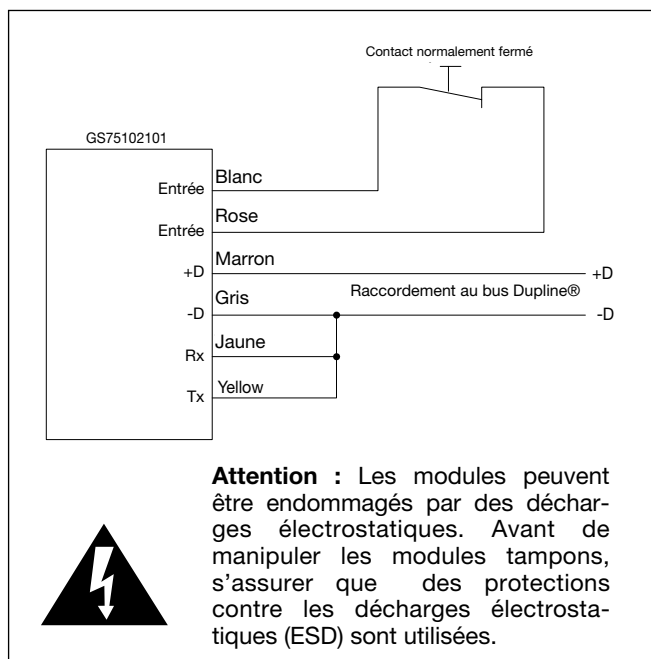 Contact normalement fermé
GS75102101
Entrée
Blanc
Entrée
Rose
+D
Marron
+D
Raccordement au bus Dupline®
-D
Gris
-D
Rx
Jaune
Tx
Yellow
Attention : Les modules peuvent
être endommagés par des déchar-
ges électrostatiques. Avant de
manipuler les modules tampons,
s'assurer que des protections
contre les décharges électrosta-
tiques (ESD) sont utilisées.